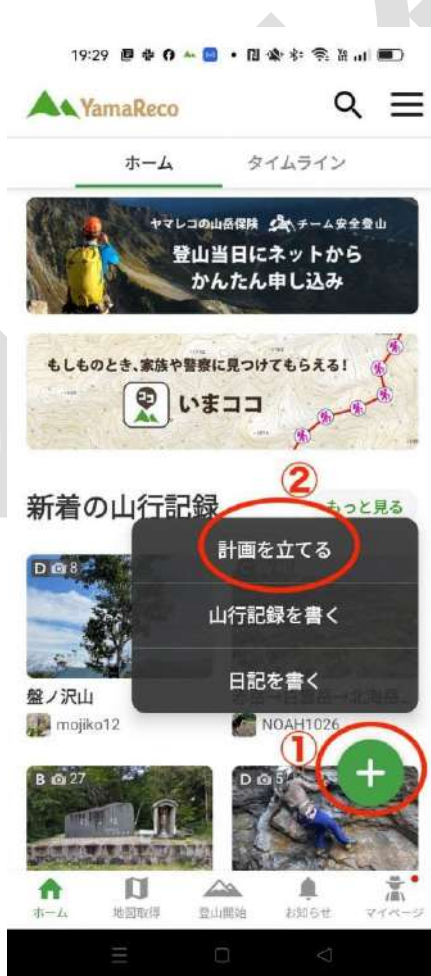 19:29
YamaReco
ホーム
タイムライン
ヤマレコの山岳保険
チーム安全登山
登山当日にネットから
かんたん申し込み
もしものとき、家族や警察に見つけてもらえる!
ココ
いまココ
②
新着の山行記録
もっと見る
計画を立てる
D 8
山行記録を書く
日記を書く
盤ノ沢山
mojiko12
NOAH1026
①
B 27
D 5
+
ホーム
地図取得
登山開始
お知らせ
マイページ